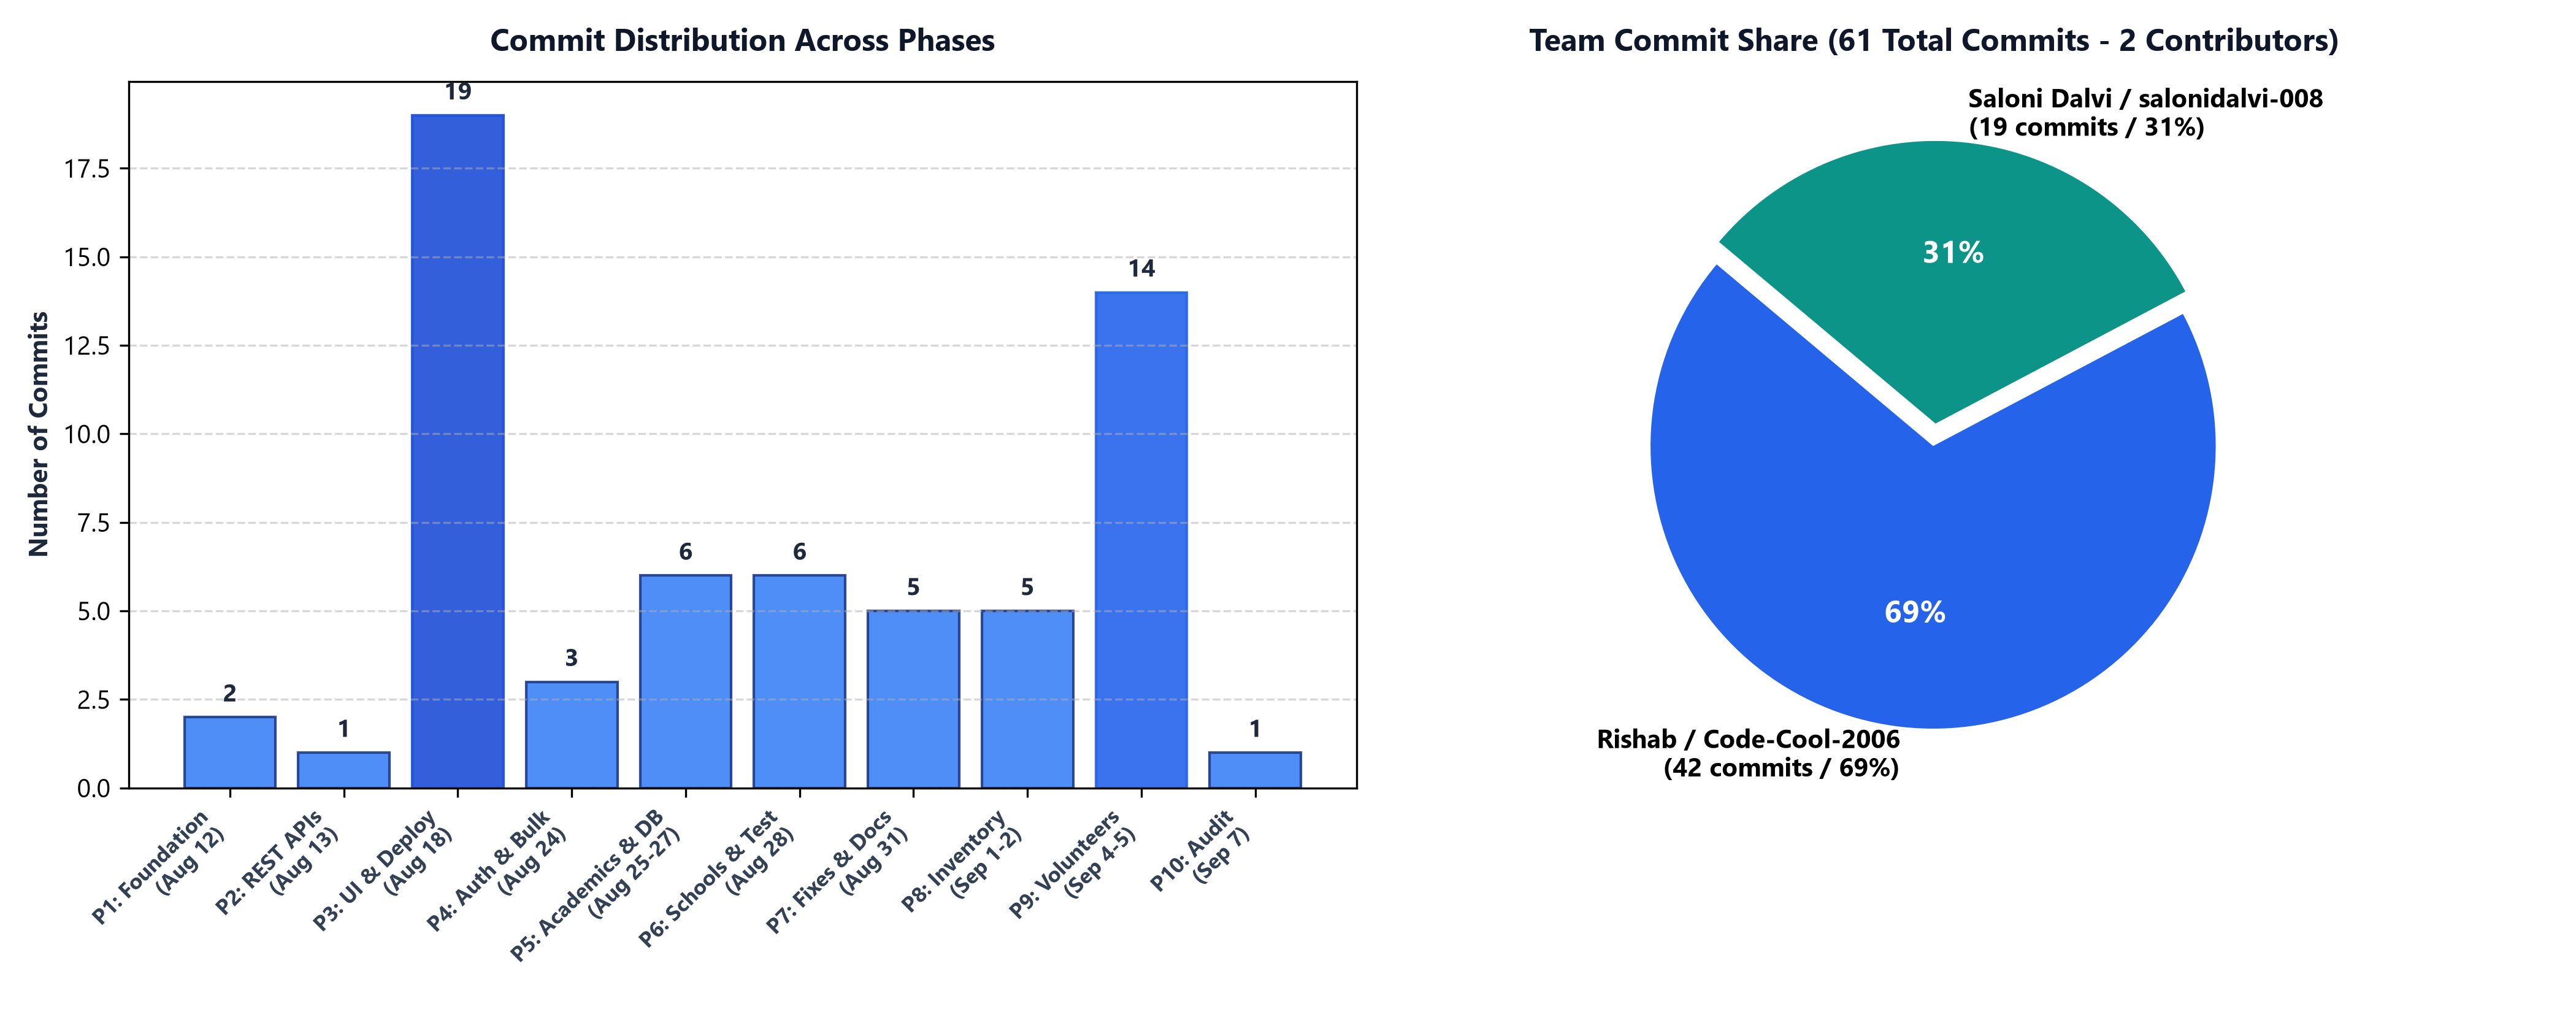 Commit Distribution Across Phases
Number of Commits
17.5
15.0
12.5
10.0
7.5
5.0
2.5
0.0
2
1
19
3
6
6
5
5
14
1
P1: Foundation
(Aug 12)
P2: REST APIs
(Aug 13)
P3: UI & Deploy
(Aug 18)
P4: Auth & Bulk
(Aug 24)
P5: Academics & DB
(Aug 25-27)
P6: Schools & Test
(Aug 28)
P7: Fixes & Docs
(Aug 31)
P8: Inventory
(Sep 1-2)
P9: Volunteers
(Sep 4-5)
P10: Audit
(Sep 7)
Team Commit Share (61 Total Commits - 2 Contributors)
Saloni Dalvi / salonidalvi-008
(19 commits / 31%)
31%
69%
Rishab / Code-Cool-2006
(42 commits / 69%)